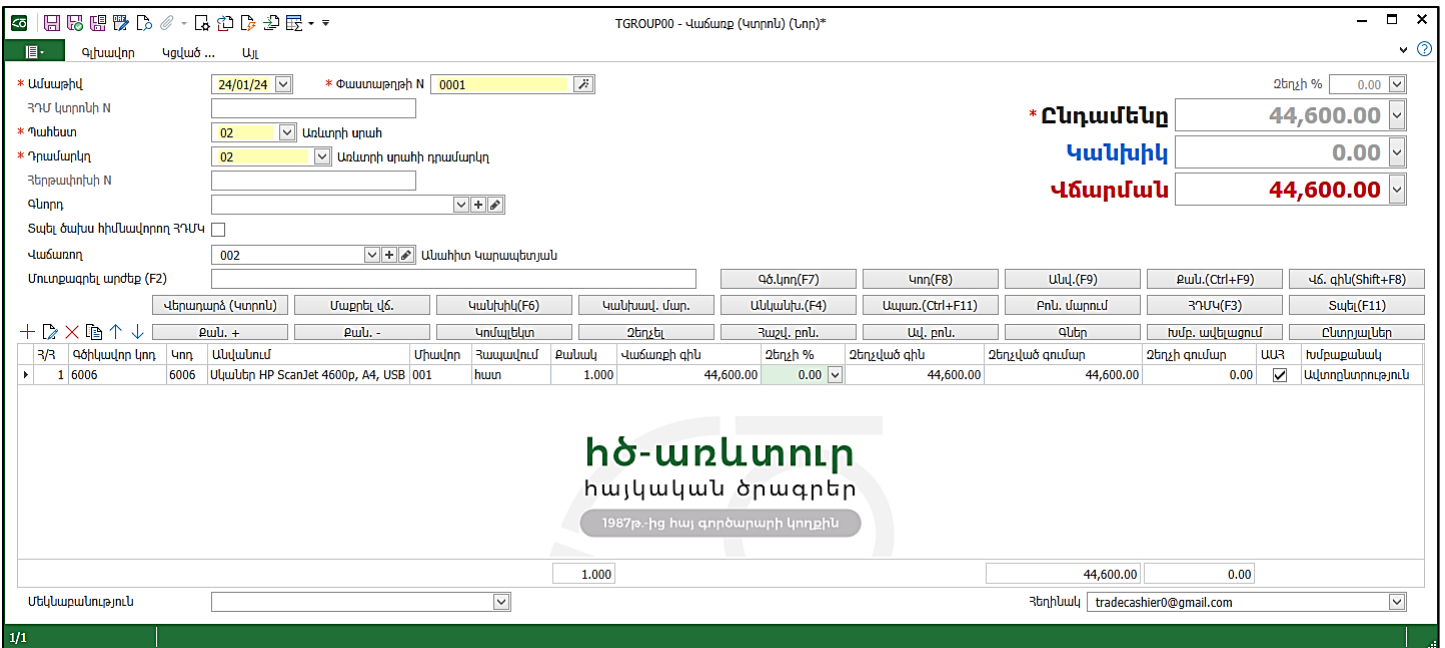 TGROUP00 - Վաճառք (Կտրոն) (Նոր)*
Գլխավոր Կցված ... Այլ
* Ամսաթիվ 24/01/24 * Փաստաթղթի N 0001 Զեղչի % 0.00
ՀԴՄ կտրոնի N
* Ընդամենը 44,600.00
* Պահեստ 02 Առևտրի սրահ
Կանխիկ 0.00
* Դրամարկղ 02 Առևտրի սրահի դրամարկղ
Հերթափոխի N
Վճարման 44,600.00
Գնորդ
Տպել ծախս հիմնավորող ՀԴՄԿ
Վաճառող 002 Անահիտ Կարապետյան
Մուտքագրել արժեք (F2) Գծ.կոդ(F7) Կոդ(F8) Անվ.(F9) Քան.(Ctrl+F9) Վճ. գին(Shift+F8)
Վերադարձ (Կտրոն) Մաքրել վճ. Կանխիկ(F6) Կանխավ. մար. Անկանխ.(F4) Ապառ.(Ctrl+F11) Բոն. մարում ՀԴՄԿ(F3) Տպել(F11)
Քան. + Քան. - Կոմպլեկտ Զեղչել Հաշվ. բոն. Ավ. բոն. Գներ Խմբ. ավելացում Ընտրյալներ
Հ/Հ Գծիկավոր կոդ Կոդ Անվանում Միավոր Հապավում Քանակ Վաճառքի գին Զեղչի % Զեղչված գին Զեղչված գումար Զեղչի գումար ԱԱՀ Խմբաքանակ
1 6006 6006 Սկաներ HP ScanJet 4600p, A4, USB 001 հատ 1.000 44,600.00 0.00 44,600.00 44,600.00 0.00 Ավտոընտրություն
հծ-առևտուր
հայկական ծրագրեր
1987թ.-ից հայ գործարարի կողքին
1.000 44,600.00 0.00
Մեկնաբանություն Հեղինակ tradecashier0@gmail.com
1/1